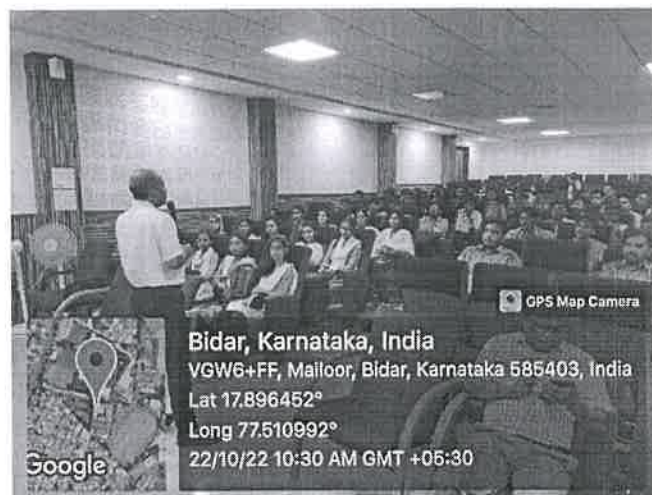 GPS Map Camera
Bidar, Karnataka, India
VGW6+FF, Mailoor, Bidar, Karnataka 585403, India
Lat 17.896452°
Long 77.510992°
22/10/22 10:30 AM GMT +05:30
Google